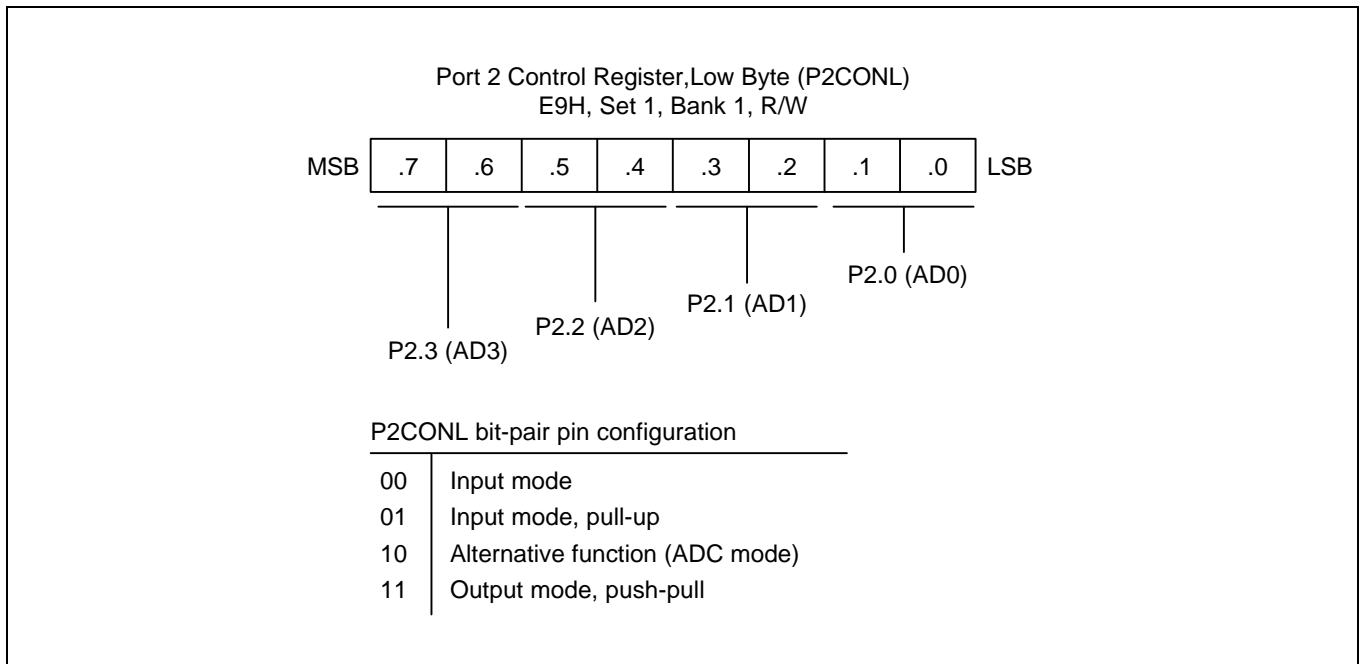 Port 2 Control Register,Low Byte (P2CONL)
E9H, Set 1, Bank 1, R/W
MSB .7 .6 .5 .4 .3 .2 .1 .0 LSB
P2.0 (AD0)
P2.1 (AD1)
P2.2 (AD2)
P2.3 (AD3)
P2CONL bit-pair pin configuration
00 Input mode
01 Input mode, pull-up
10 Alternative function (ADC mode)
11 Output mode, push-pull